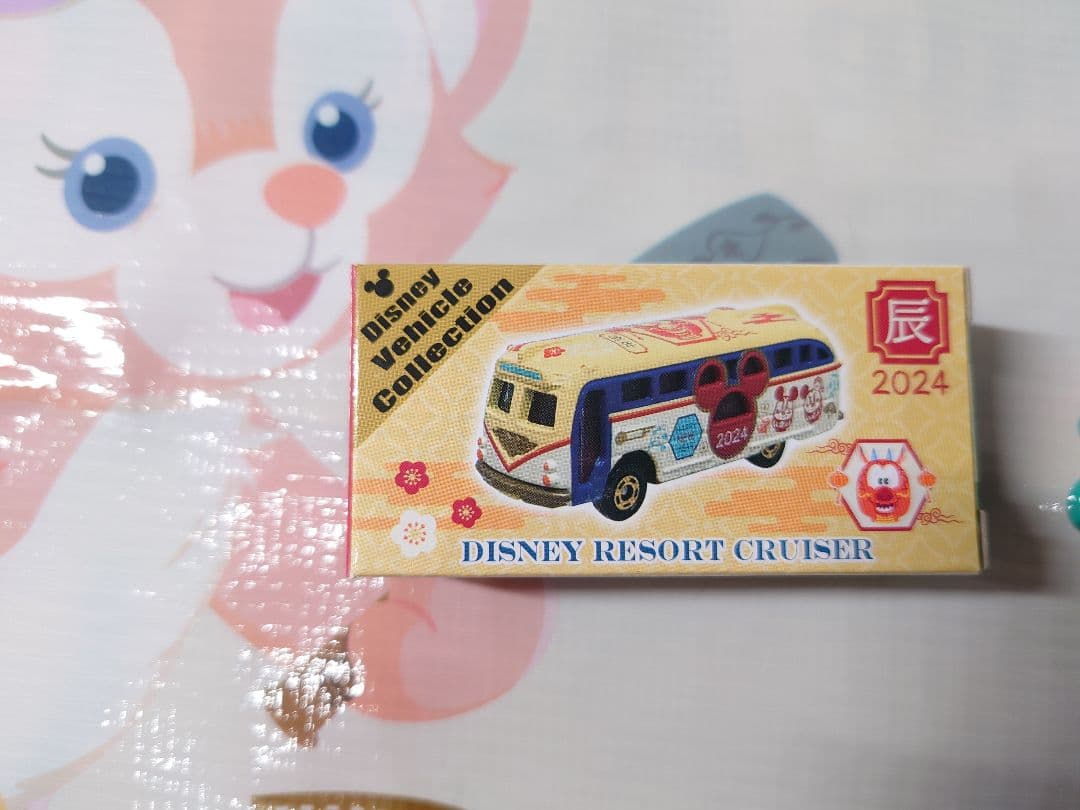 Disney
Vehicle
Collection
辰
2024
2024
DISNEY RESORT CRUISER